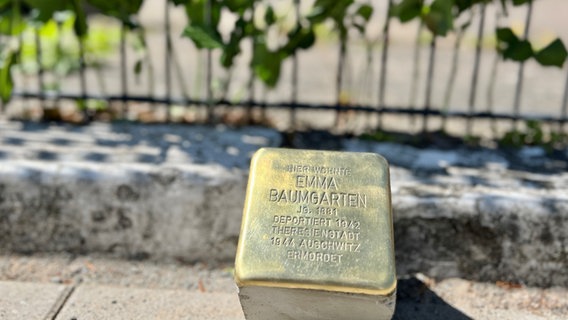 HIER WOHNTE
EMMA
BAUMGARTEN
JG. 1881
DEPORTIERT 1942
THERESIENSTADT
1944 AUSCHWITZ
ERMORDET